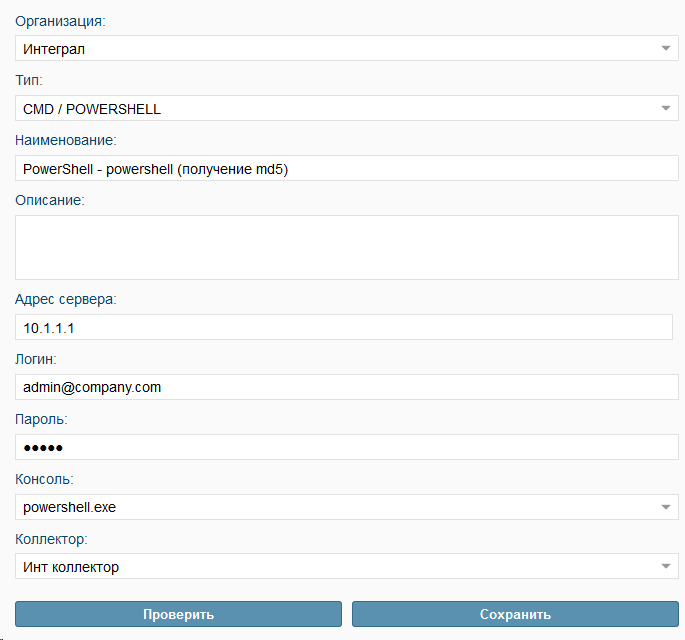 Организация:
Интеграл
Тип:
CMD / POWERSHELL
Наименование:
PowerShell - powershell (получение md5)
Описание:
Адрес сервера:
10.1.1.1
Логин:
admin@company.com
Пароль:
●●●●●
Консоль:
powershell.exe
Коллектор:
Инт коллектор
Проверить
Сохранить